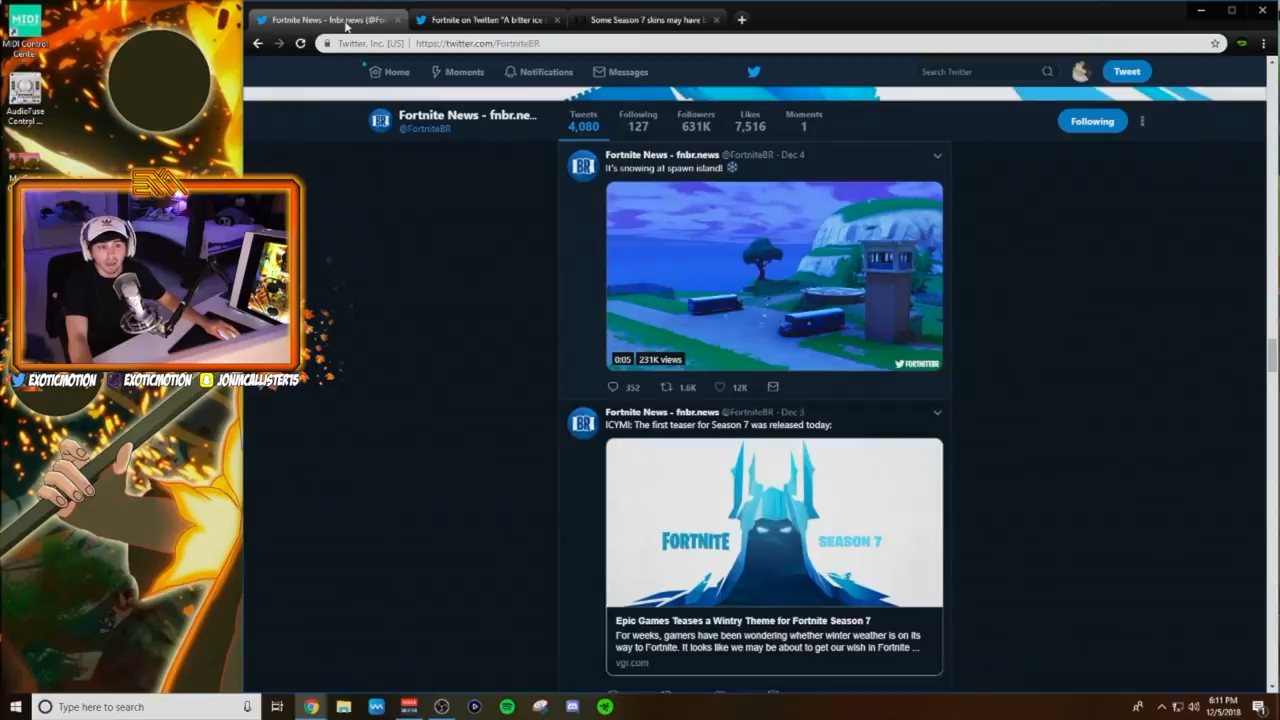 MIDI
MIDI Control
Center
AudioFuse
Control ...
Fortnite News - fnbr.news (@For
Fortnite on Twitter: "A bitter ice
Some Season 7 skins may have
Twitter, Inc. [US]
https://twitter.com/FortniteBR
Home
Moments
Notifications
Messages
Search Twitter
Tweet
BR
Fortnite News - fnbr.ne...
@FortniteBR
Tweets
4,080
Following
127
Followers
631K
Likes
7,516
Moments
1
Following
BR
Fortnite News - fnbr.news @FortniteBR · Dec 4
It's snowing at spawn island!
0:05
231K views
FORTNITEBR
352
1.6K
12K
BR
Fortnite News - fnbr.news @FortniteBR · Dec 3
ICYMI: The first teaser for Season 7 was released today:
FORTNITE
SEASON 7
Epic Games Teases a Wintry Theme for Fortnite Season 7
For weeks, gamers have been wondering whether winter weather is on its
way to Fortnite. It looks like we may be about to get our wish in Fortnite ...
vgr.com
EXOTICMOTION
EXOTICMOTION
JONMCALLISTER15
Type here to search
6:11 PM
12/5/2018